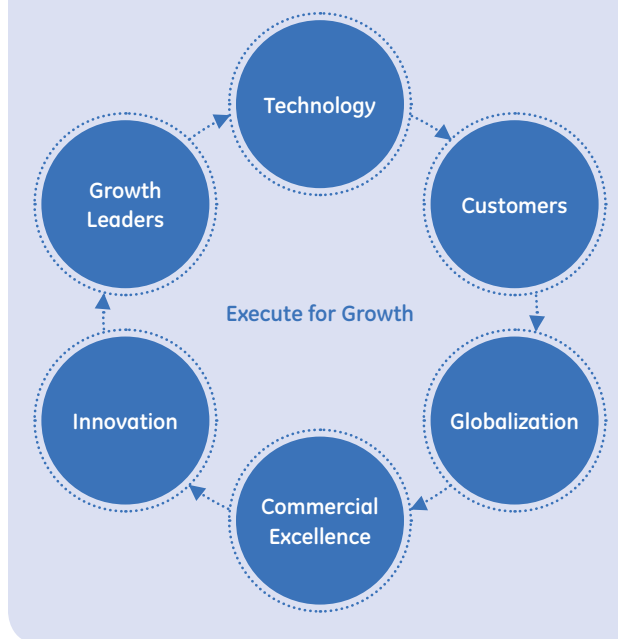 Technology
Growth
Leaders
Customers
Execute for Growth
Innovation
Globalization
Commercial
Excellence